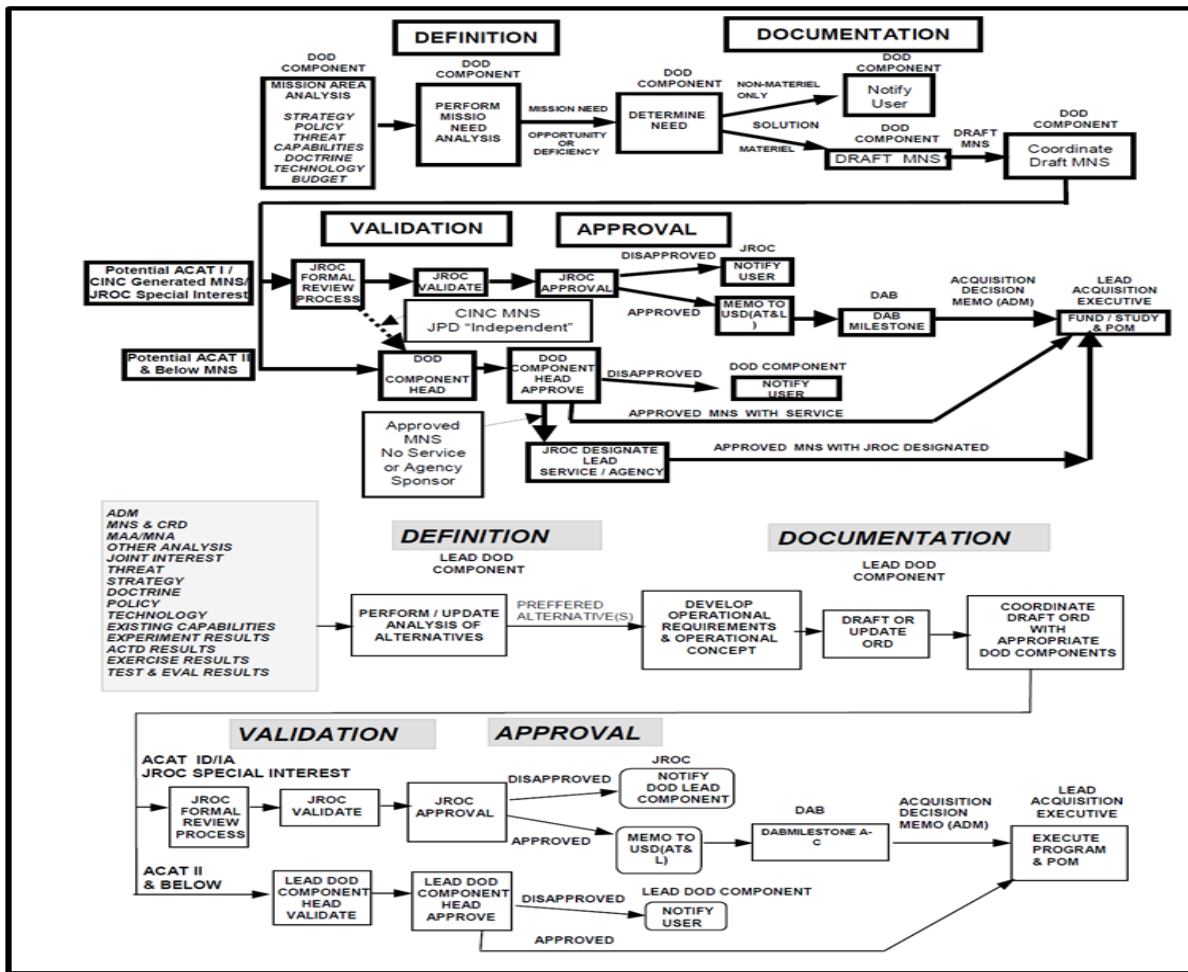 DEFINITION
DOCUMENTATION
DOD
COMPONENT
MISSION AREA
ANALYSIS
STRATEGY
POLICY
THREAT
CAPABILITIES
DOCTRINE
TECHNOLOGY
BUDGET
DOD
COMPONENT
PERFORM
MISSIO
NEED
ANALYSIS
MISSION NEED
OPPORTUNITY
OR
DEFICIENCY
DOD
COMPONENT
DETERMINE
NEED
NON-MATERIEL
ONLY
SOLUTION
MATERIEL
DOD
COMPONENT
Notify
User
DOD
COMPONENT
DRAFT MNS
DRAFT
MNS
DOD
COMPONENT
Coordinate
Draft MNS
VALIDATION
APPROVAL
Potential ACAT I /
CINC Generated MNS/
JROC Special Interest
JROC
FORMAL
REVIEW
PROCESS
JROC
VALIDATE
JROC
APPROVAL
DISAPPROVED
JROC
NOTIFY
USER
APPROVED
MEMO TO
USD(AT&L
)
DAB
DAB
MILESTONE
ACQUISITION
DECISION
MEMO (ADM)
LEAD
ACQUISITION
EXECUTIVE
FUND / STUDY
& POM
CINC MNS
JPD “Independent”
Potential ACAT II
& Below MNS
DOD
COMPONENT
HEAD
DOD
COMPONENT
HEAD
APPROVE
DISAPPROVED
DOD COMPONENT
NOTIFY
USER
APPROVED MNS WITH SERVICE
Approved
MNS
No Service
or Agency
Sponsor
JROC DESIGNATE
LEAD
SERVICE / AGENCY
APPROVED MNS WITH JROC DESIGNATED
ADM
MNS & CRD
MAA/MNA
OTHER ANALYSIS
JOINT INTEREST
THREAT
STRATEGY
DOCTRINE
POLICY
TECHNOLOGY
EXISTING CAPABILITIES
EXPERIMENT RESULTS
ACTD RESULTS
EXERCISE RESULTS
TEST & EVAL RESULTS
DEFINITION
DOCUMENTATION
LEAD DOD
COMPONENT
PERFORM / UPDATE
ANALYSIS OF
ALTERNATIVES
PREFFERED
ALTERNATIVE(S)
DEVELOP
OPERATIONAL
REQUIREMENTS
& OPERATIONAL
CONCEPT
LEAD DOD
COMPONENT
DRAFT OR
UPDATE
ORD
COORDINATE
DRAFT ORD
WITH
APPROPRIATE
DOD COMPONENTS
VALIDATION
APPROVAL
ACAT ID/IA
JROC SPECIAL INTEREST
JROC
FORMAL
REVIEW
PROCESS
JROC
VALIDATE
JROC
APPROVAL
DISAPPROVED
JROC
NOTIFY
DOD LEAD
COMPONENT
APPROVED
MEMO TO
USD(AT&
L)
DAB
DABMILESTONE A-
C
ACQUISITION
DECISION
MEMO (ADM)
LEAD
ACQUISITION
EXECUTIVE
EXECUTE
PROGRAM
& POM
ACAT II
& BELOW
LEAD DOD
COMPONENT
HEAD
VALIDATE
LEAD DOD
COMPONENT
HEAD
APPROVE
DISAPPROVED
LEAD DOD COMPONENT
NOTIFY
USER
APPROVED